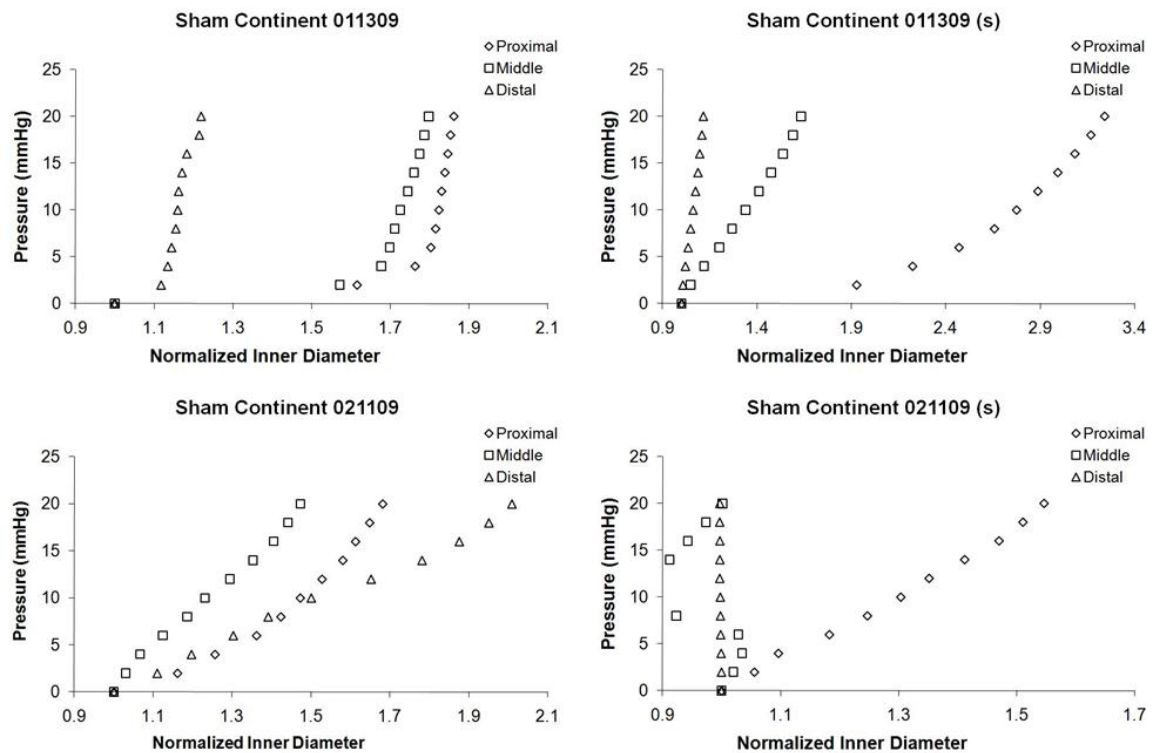 Sham Continent 011309
Proximal
Middle
Distal
Pressure (mmHg)
25
20
15
10
5
0
0.9 1.1 1.3 1.5 1.7 1.9 2.1
Normalized Inner Diameter
Sham Continent 011309 (s)
Proximal
Middle
Distal
Pressure (mmHg)
25
20
15
10
5
0
0.9 1.4 1.9 2.4 2.9 3.4
Normalized Inner Diameter
Sham Continent 021109
Proximal
Middle
Distal
Pressure (mmHg)
25
20
15
10
5
0
0.9 1.1 1.3 1.5 1.7 1.9 2.1
Normalized Inner Diameter
Sham Continent 021109 (s)
Proximal
Middle
Distal
Pressure (mmHg)
25
20
15
10
5
0
0.9 1.1 1.3 1.5 1.7
Normalized Inner Diameter